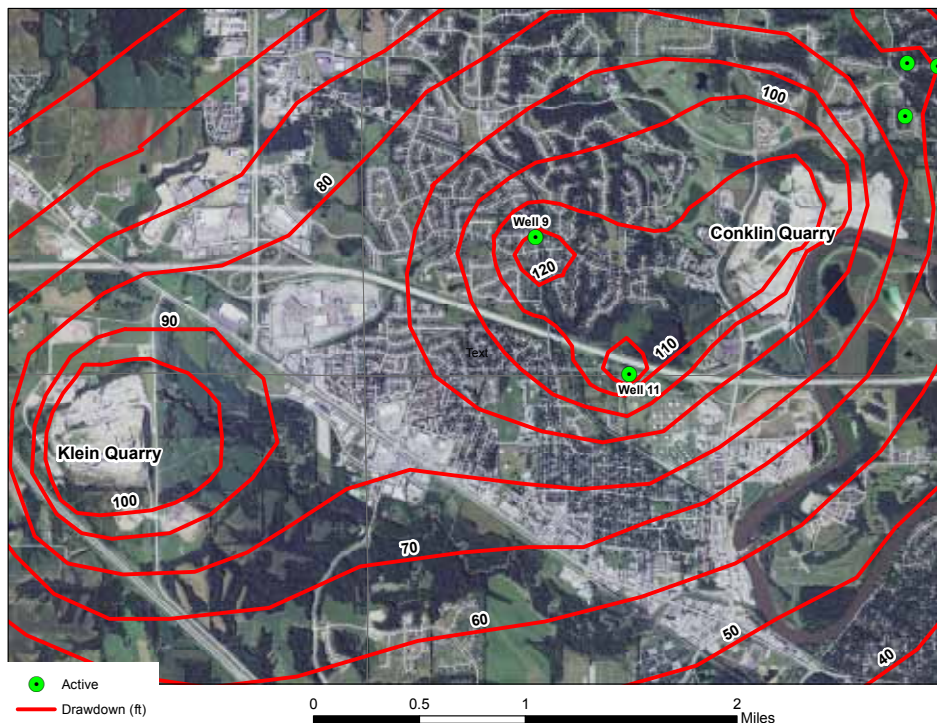 100
80
Well 9
Conklin Quarry
120
90
110
Text
Well 11
Klein Quarry
100
70
60
50
40
Active
Drawdown (ft)
0 0.5 1 2
Miles